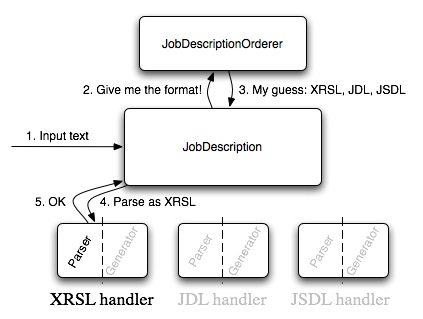 JobDescriptionOrderer
2. Give me the format!
3. My guess: XRSL, JDL, JSDL
1. Input text
JobDescription
5. OK
4. Parse as XRSL
Parser
Generator
Parser
Generator
Parser
Generator
XRSL handler
JDL handler
JSDL handler